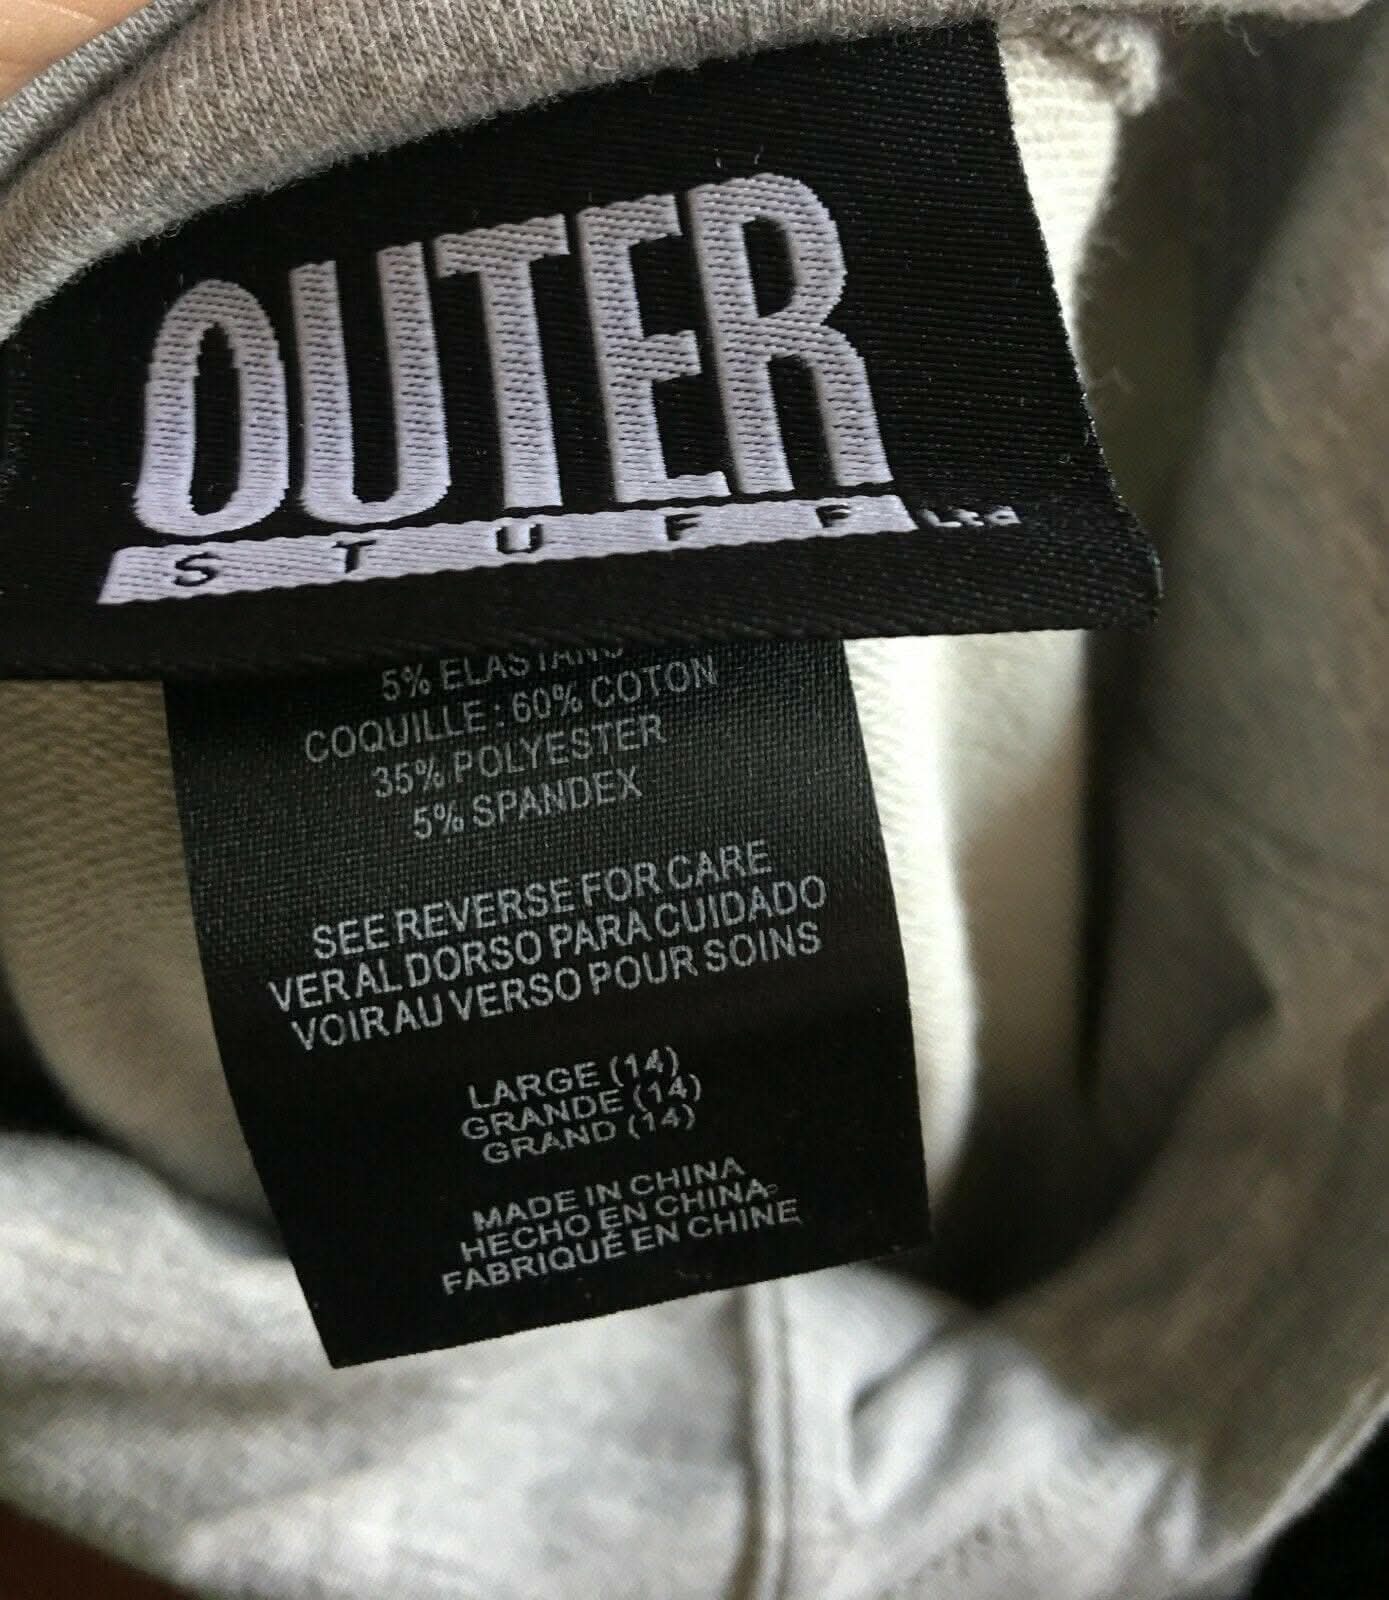 OUTER
STUFF Ltd
5% ELASTANO
COQUILLE : 60% COTON
35% POLYESTER
5% SPANDEX
SEE REVERSE FOR CARE
VER AL DORSO PARA CUIDADO
VOIR AU VERSO POUR SOINS
LARGE (14)
GRANDE (14)
GRAND (14)
MADE IN CHINA
HECHO EN CHINA
FABRIQUÉ EN CHINE